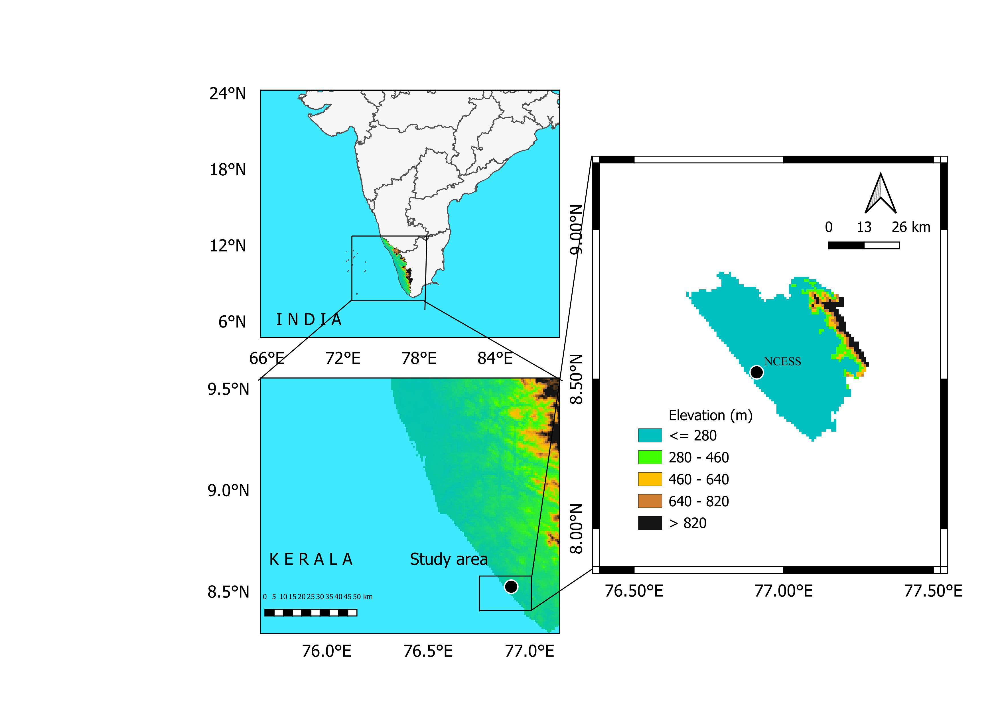 24°N
18°N
12°N
6°N
I N D I A
66°E 72°E 78°E 84°E
9.5°N
9.0°N
8.5°N
K E R A L A
Study area
0 5 10 15 20 25 30 35 40 45 50 km
76.0°E 76.5°E 77.0°E
9.00°N
8.50°N
8.00°N
0 13 26 km
NCESS
Elevation (m)
<= 280
280 - 460
460 - 640
640 - 820
> 820
76.50°E 77.00°E 77.50°E